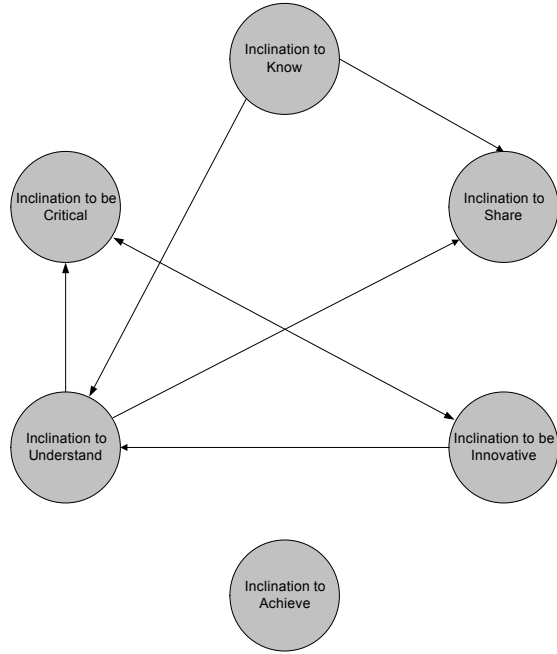 Inclination to
Know
Inclination to be
Critical
Inclination to
Share
Inclination to
Understand
Inclination to be
Innovative
Inclination to
Achieve